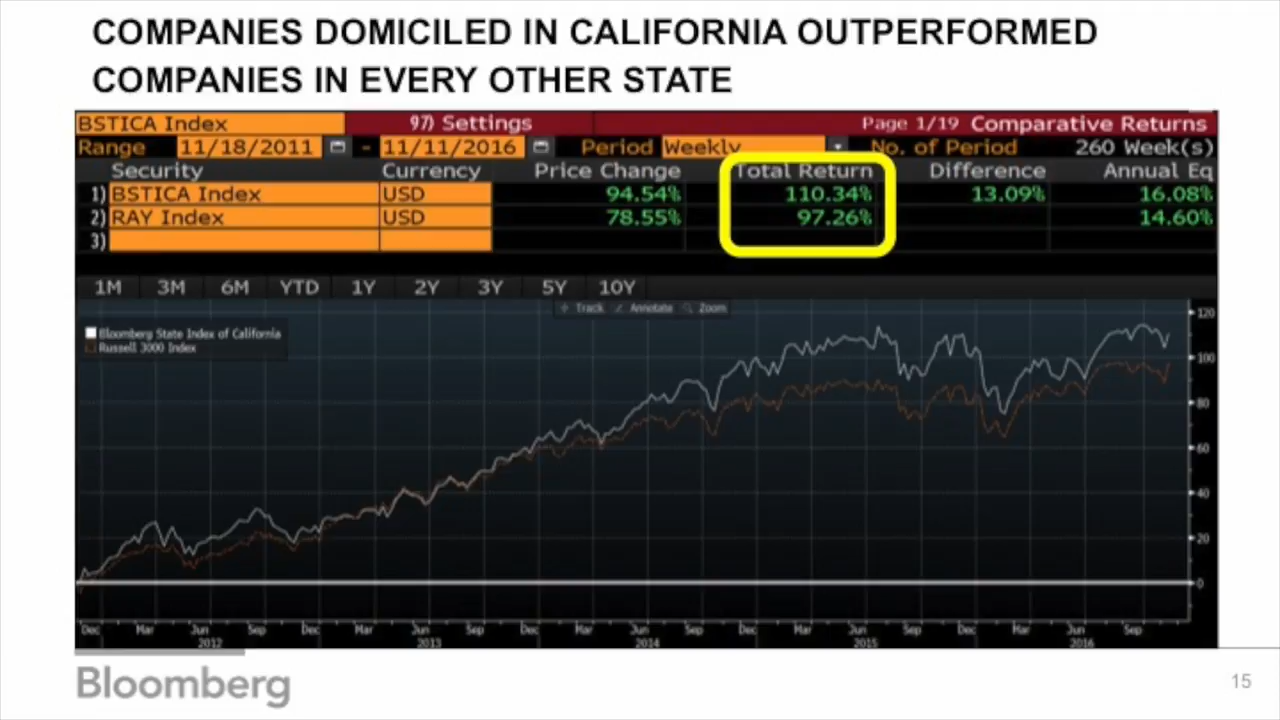 COMPANIES DOMICILED IN CALIFORNIA OUTPERFORMED
COMPANIES IN EVERY OTHER STATE
BSTICA Index 97) Settings Page 1/19 Comparative Returns
Range 11/18/2011 - 11/11/2016 Period Weekly No. of Period 260 Week(s)
Security Currency Price Change Total Return Difference Annual Eq
1) BSTICA Index USD 94.54% 110.34% 13.09% 16.08%
2) RAY Index USD 78.55% 97.26% 14.60%
3)
1M 3M 6M YTD 1Y 2Y 3Y 5Y 10Y
Track Annotate Zoom
Bloomberg State Index of California
Russell 3000 Index
120
100
80
60
40
20
0
Dec Mar Jun Sep Dec Mar Jun Sep Dec Mar Jun Sep Dec Mar Jun Sep Dec Mar Jun Sep
2012 2013 2014 2015 2016
Bloomberg
15